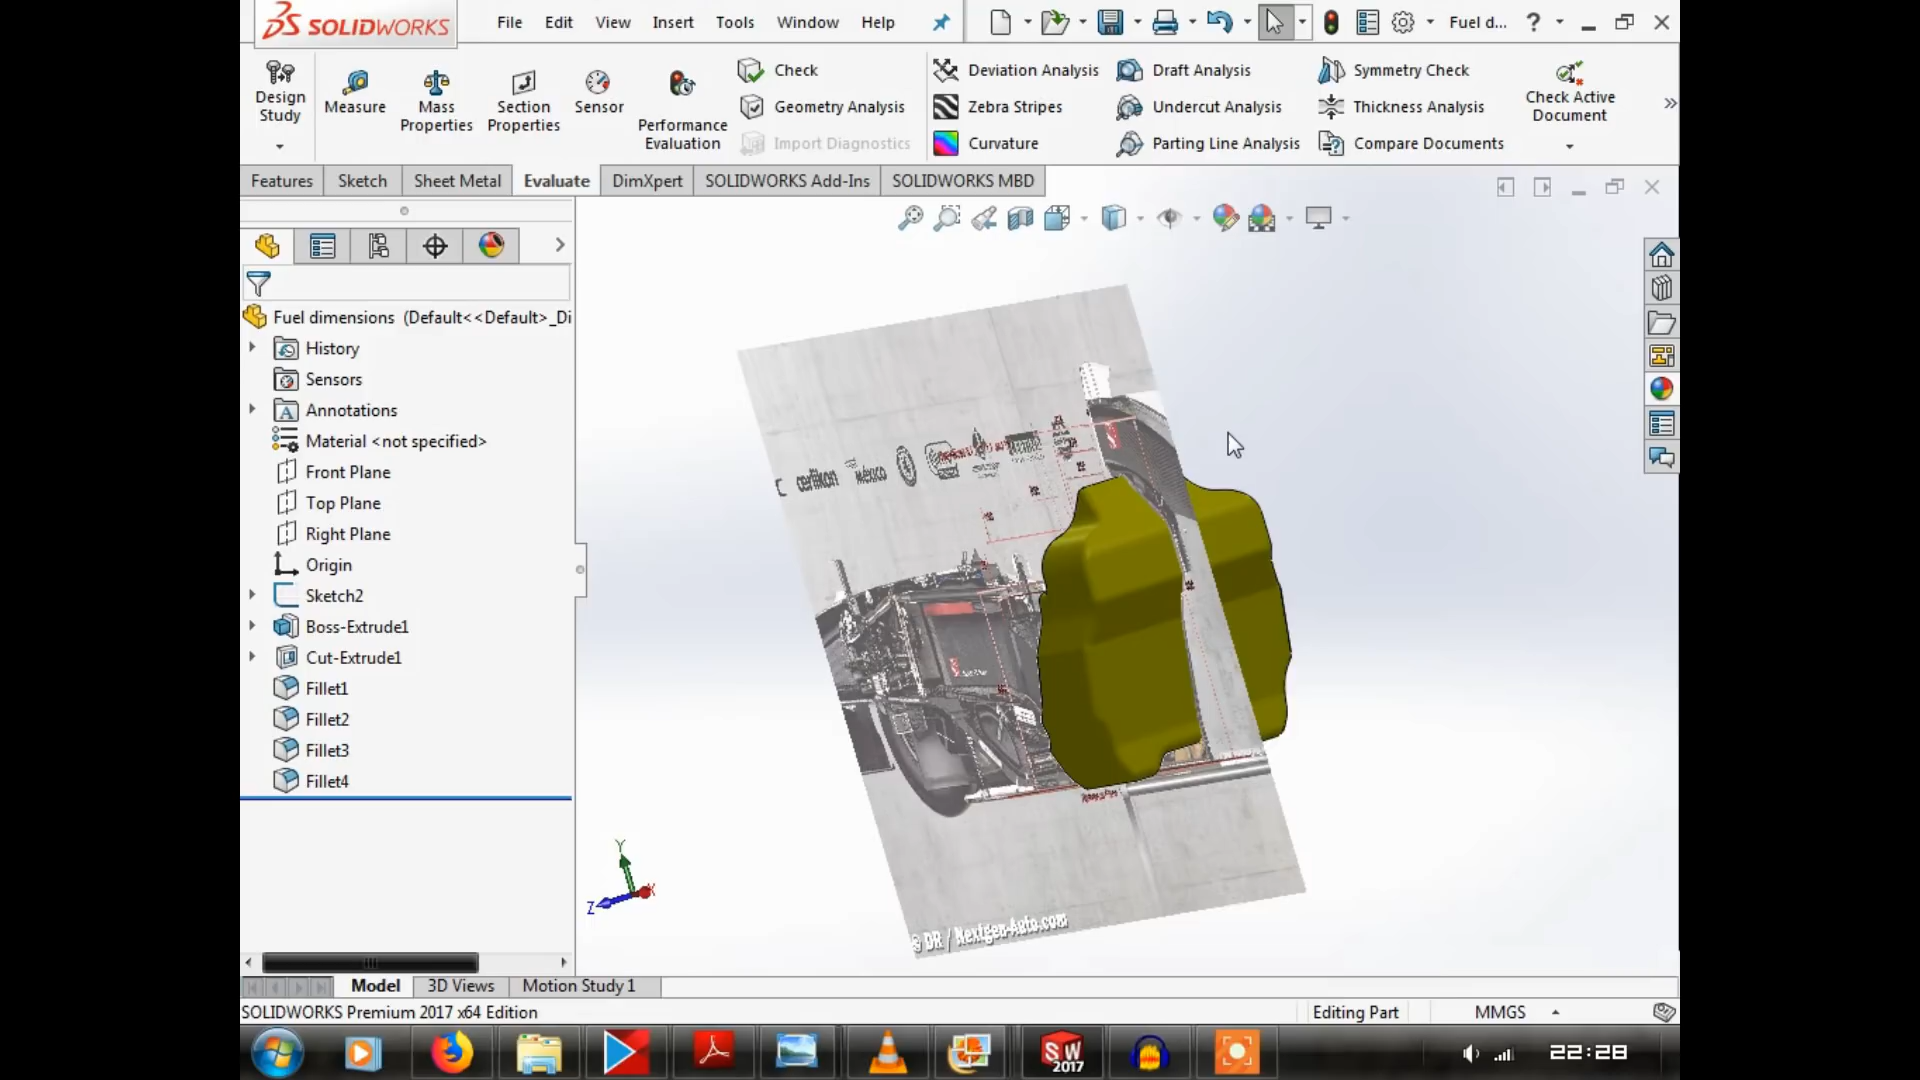 SOLIDWORKS
File Edit View Insert Tools Window Help
Fuel d... ?
Design Study
Measure
Mass Properties
Section Properties
Sensor
Performance Evaluation
Check
Geometry Analysis
Import Diagnostics
Deviation Analysis
Zebra Stripes
Curvature
Draft Analysis
Undercut Analysis
Parting Line Analysis
Symmetry Check
Thickness Analysis
Compare Documents
Check Active Document
Features Sketch Sheet Metal Evaluate DimXpert SOLIDWORKS Add-Ins SOLIDWORKS MBD
Fuel dimensions (Default<<Default>_Di
History
Sensors
Annotations
Material <not specified>
Front Plane
Top Plane
Right Plane
Origin
Sketch2
Boss-Extrude1
Cut-Extrude1
Fillet1
Fillet2
Fillet3
Fillet4
méxico
Y
X
Z
© DR / Nextgen-Auto.com
Model 3D Views Motion Study 1
SOLIDWORKS Premium 2017 x64 Edition
Editing Part
MMGS
SW 2017
22:28